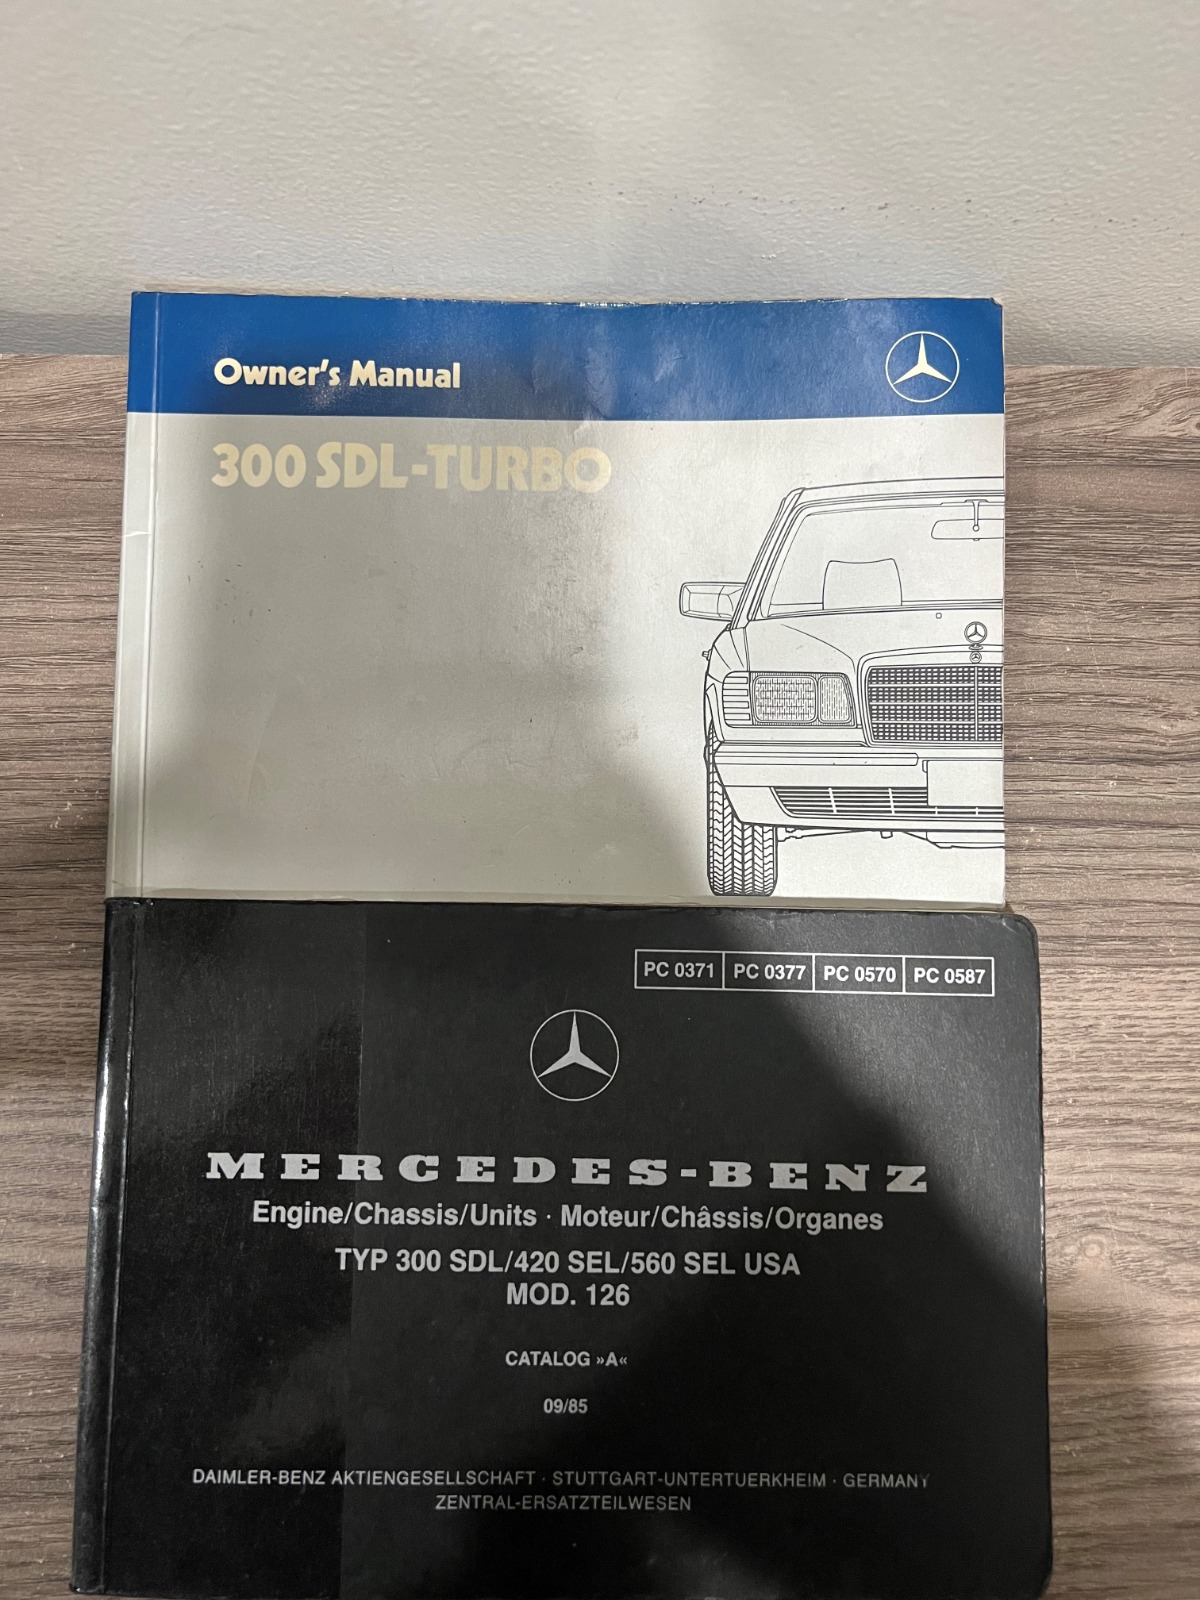 Owner's Manual
300 SDL-TURBO
PC 0371 PC 0377 PC 0570 PC 0587
MERCEDES-BENZ
Engine/Chassis/Units · Moteur/Châssis/Organes
TYP 300 SDL/420 SEL/560 SEL USA
MOD. 126
CATALOG »A«
09/85
DAIMLER-BENZ AKTIENGESELLSCHAFT · STUTTGART-UNTERTUERKHEIM · GERMANY
ZENTRAL-ERSATZTEILWESEN